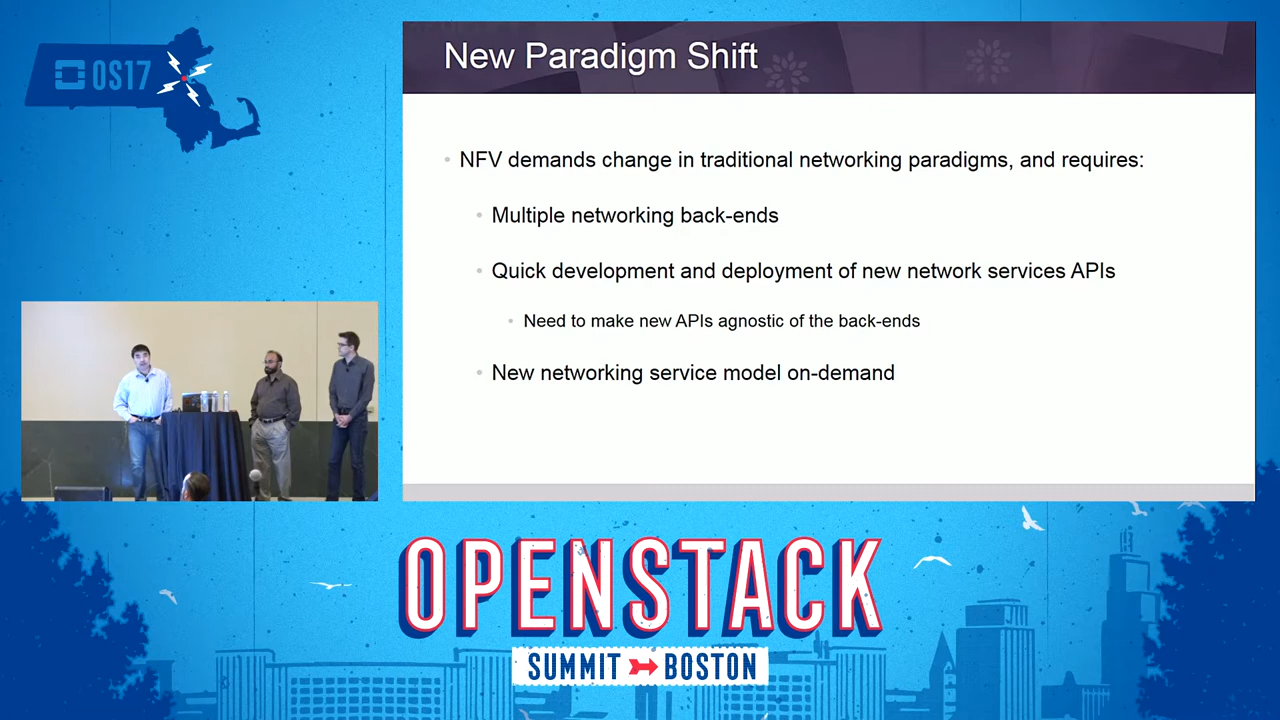 OS17
New Paradigm Shift
NFV demands change in traditional networking paradigms, and requires:
Multiple networking back-ends
Quick development and deployment of new network services APIs
Need to make new APIs agnostic of the back-ends
New networking service model on-demand
OPENSTACK
SUMMIT BOSTON